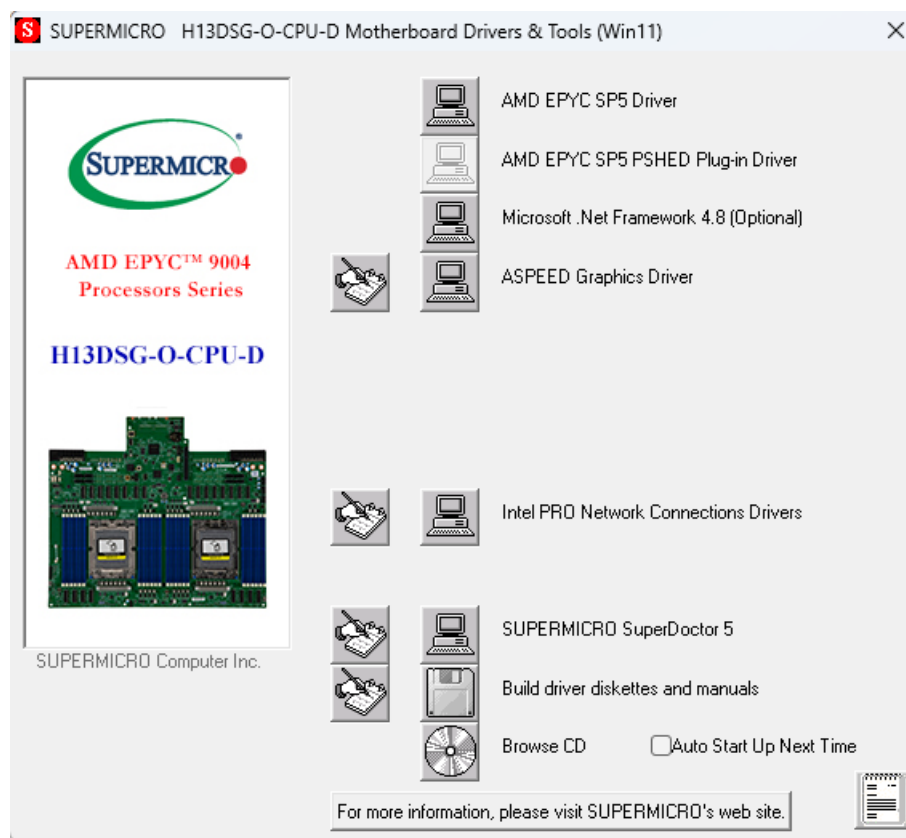 S SUPERMICRO H13DSG-O-CPU-D Motherboard Drivers & Tools (Win11)
AMD EPYC SP5 Driver
AMD EPYC SP5 PSHED Plug-in Driver
Microsoft .Net Framework 4.8 (Optional)
ASPEED Graphics Driver
SUPERMICR
AMD EPYC™ 9004
Processors Series
H13DSG-O-CPU-D
Intel PRO Network Connections Drivers
SUPERMICRO SuperDoctor 5
SUPERMICRO Computer Inc.
Build driver diskettes and manuals
Browse CD
Auto Start Up Next Time
For more information, please visit SUPERMICRO's web site.